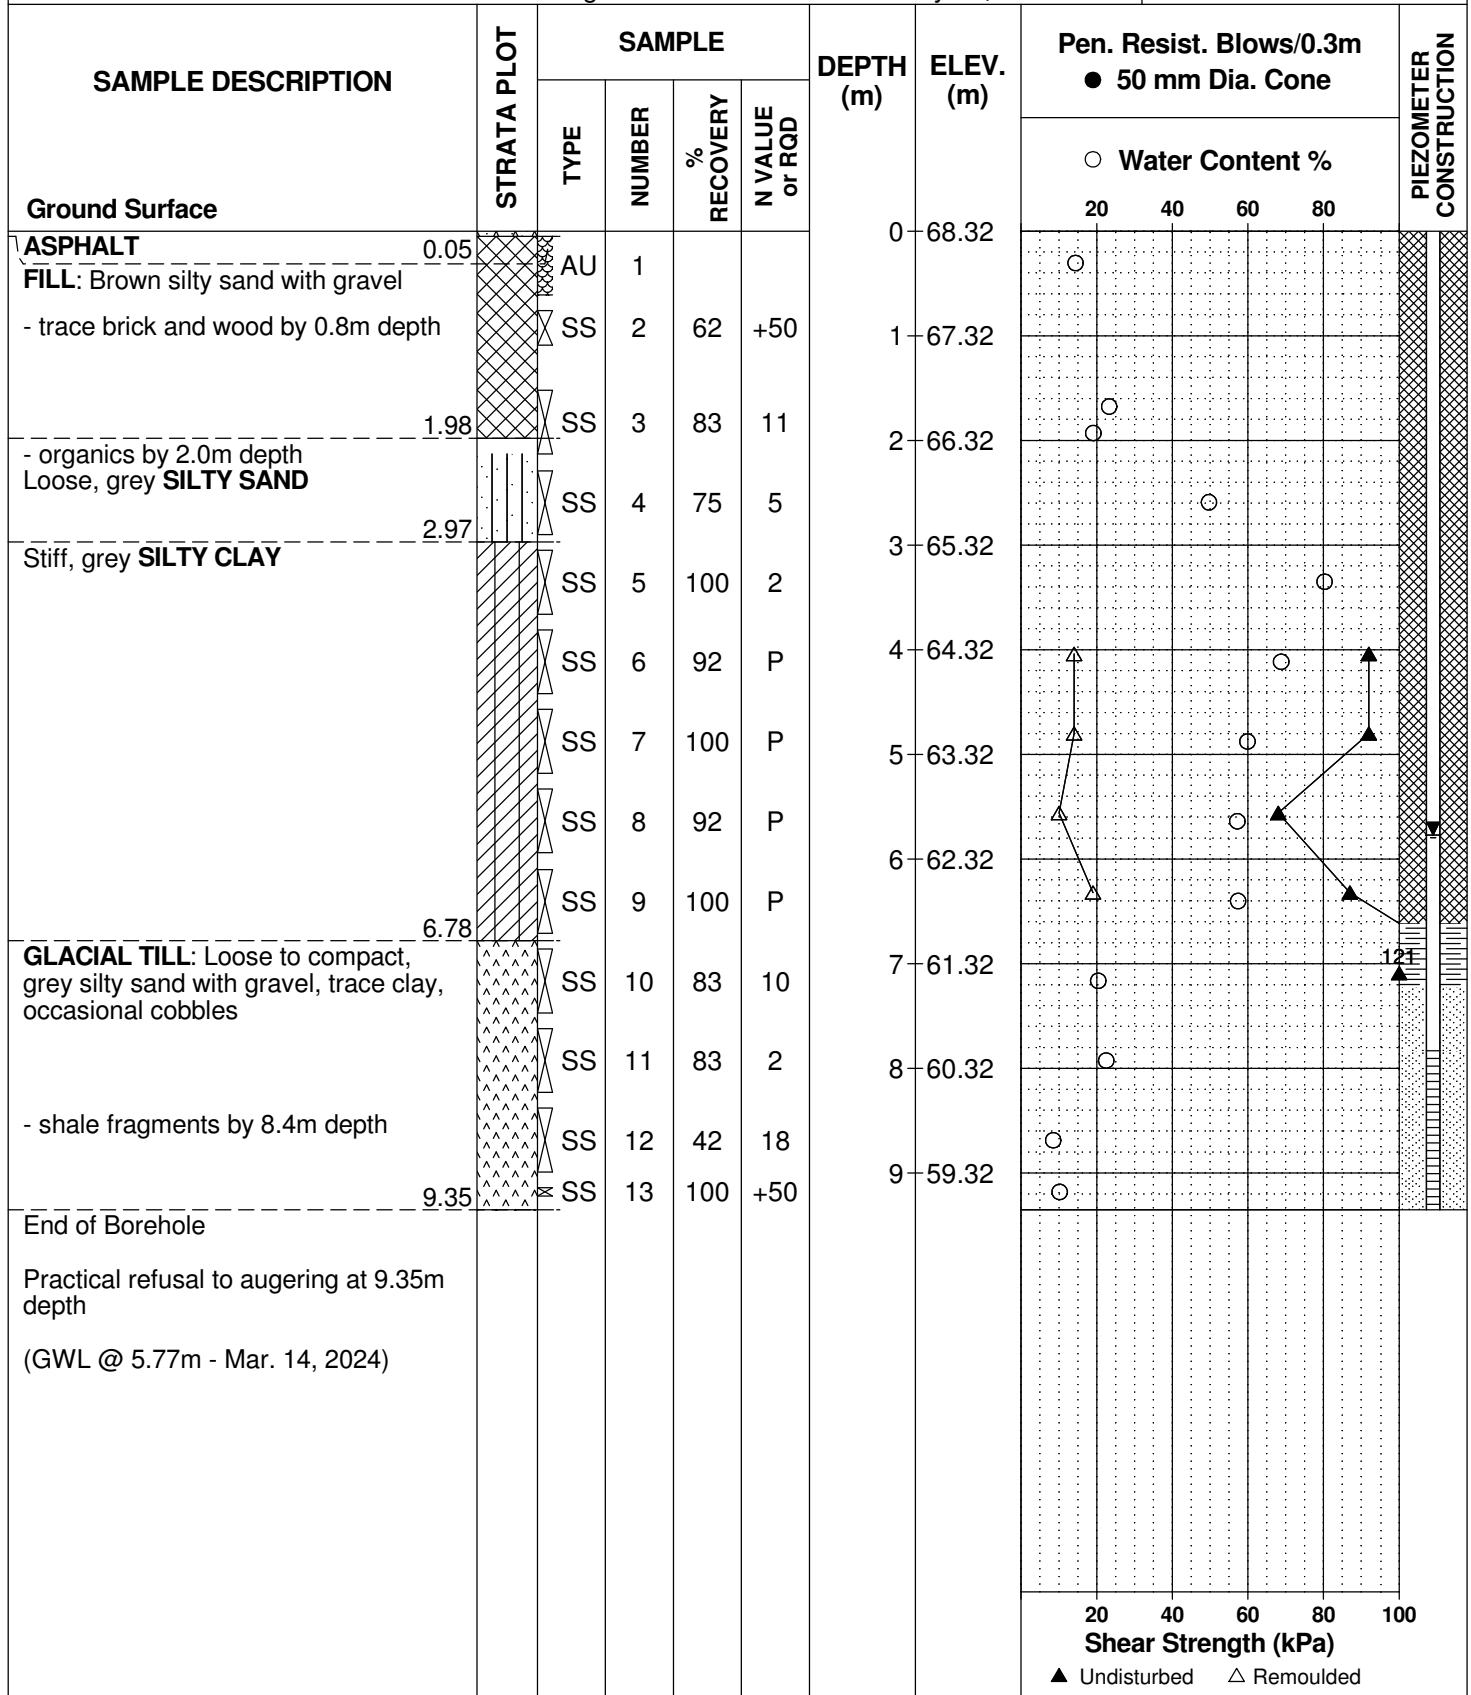 SAMPLE DESCRIPTION
STRATA PLOT
SAMPLE
TYPE
NUMBER
% RECOVERY
N VALUE or RQD
DEPTH (m)
ELEV. (m)
Pen. Resist. Blows/0.3m
● 50 mm Dia. Cone
○ Water Content %
20 40 60 80
PIEZOMETER CONSTRUCTION
Ground Surface
0 68.32
ASPHALT 0.05
AU 1
FILL: Brown silty sand with gravel
- trace brick and wood by 0.8m depth
SS 2 62 +50
1 67.32
1.98
SS 3 83 11
2 66.32
- organics by 2.0m depth
Loose, grey SILTY SAND
SS 4 75 5
2.97
3 65.32
Stiff, grey SILTY CLAY
SS 5 100 2
4 64.32
SS 6 92 P
SS 7 100 P
5 63.32
SS 8 92 P
6 62.32
SS 9 100 P
6.78
GLACIAL TILL: Loose to compact,
grey silty sand with gravel, trace clay,
occasional cobbles
121
7 61.32
SS 10 83 10
SS 11 83 2
8 60.32
- shale fragments by 8.4m depth
SS 12 42 18
9 59.32
SS 13 100 +50
9.35
End of Borehole
Practical refusal to augering at 9.35m
depth
(GWL @ 5.77m - Mar. 14, 2024)
20 40 60 80 100
Shear Strength (kPa)
▲ Undisturbed △ Remoulded